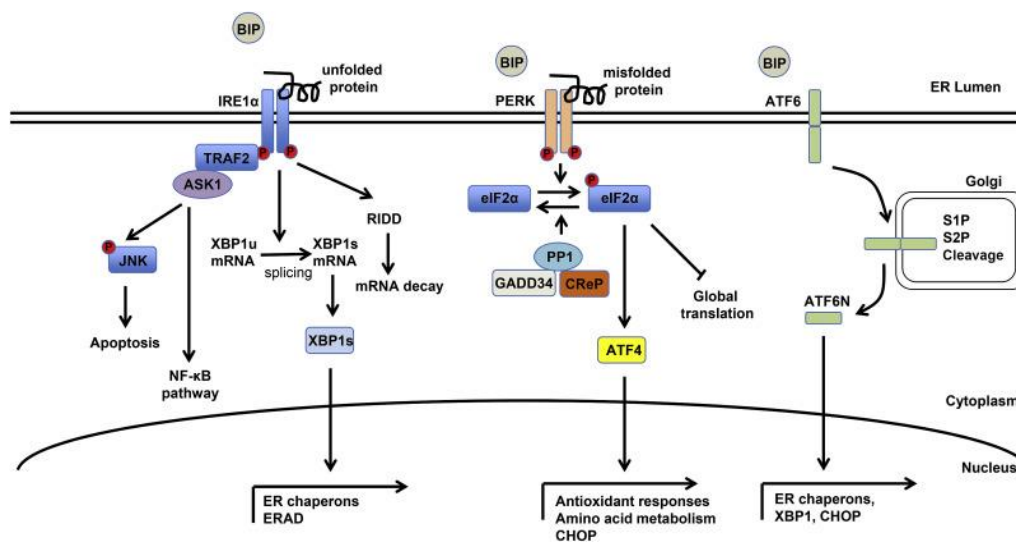 BIP
unfolded
protein
IRE1α
P
P
TRAF2
ASK1
P
JNK
Apoptosis
NF-κB
pathway
XBP1u
mRNA
splicing
XBP1s
mRNA
RIDD
mRNA decay
XBP1s
ER chaperons
ERAD
BIP
misfolded
protein
PERK
P
P
eIF2α
P
eIF2α
PP1
GADD34
CReP
Global
translation
ATF4
Antioxidant responses
Amino acid metabolism
CHOP
BIP
ATF6
ER Lumen
Golgi
S1P
S2P
Cleavage
ATF6N
Cytoplasm
Nucleus
ER chaperons,
XBP1, CHOP